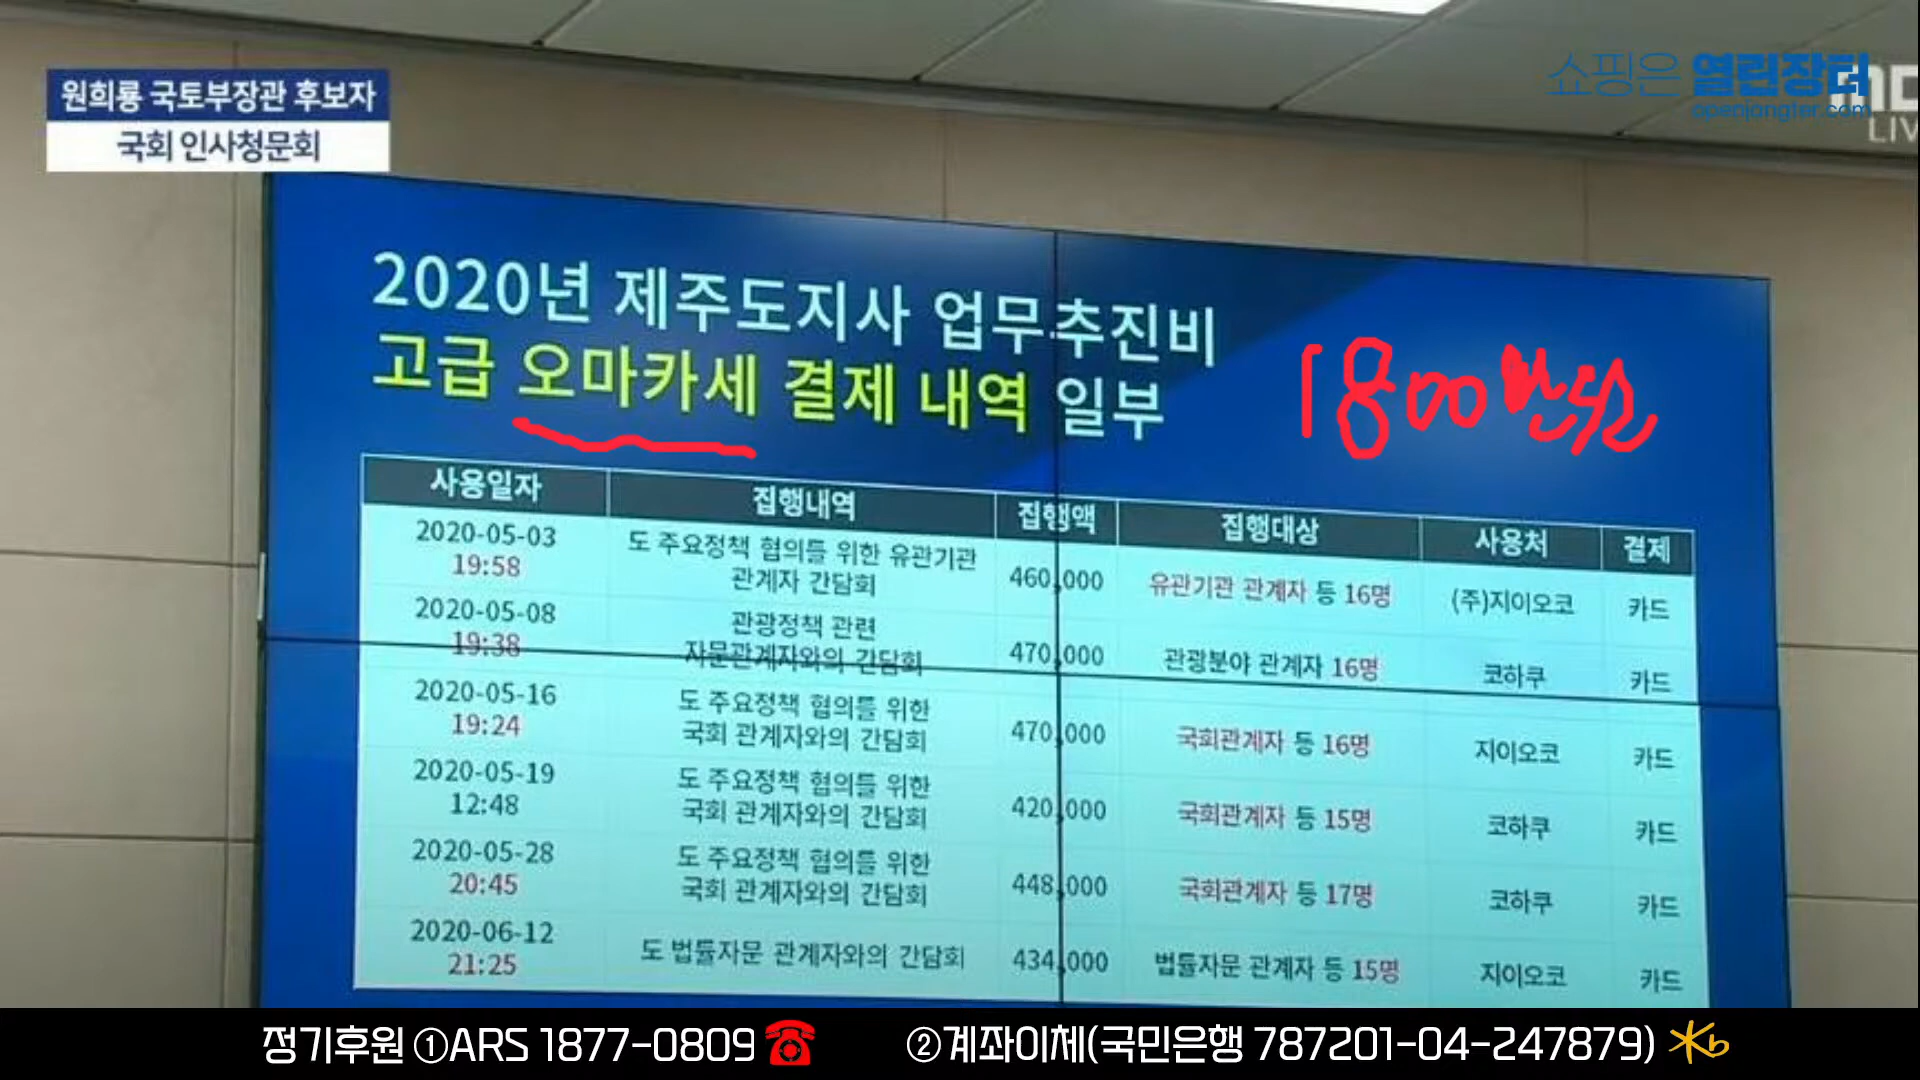 원희룡 국토부장관 후보자
국회 인사청문회
쇼핑은 열린장터
openjangter.com
LIV
2020년 제주도지사 업무추진비
고급 오마카세 결제 내역 일부
1800만원
사용일자 집행내역 집행액 집행대상 사용처 결제
2020-05-03
19:58
도 주요정책 협의를 위한 유관기관
관계자 간담회
460,000
유관기관 관계자 등 16명
(주)지이오코
카드
2020-05-08
19:38
관광정책 관련
자문관계자와의 간담회
470,000
관광분야 관계자 16명
코하쿠
카드
2020-05-16
19:24
도 주요정책 협의를 위한
국회 관계자와의 간담회
470,000
국회관계자 등 16명
지이오코
카드
2020-05-19
12:48
도 주요정책 협의를 위한
국회 관계자와의 간담회
420,000
국회관계자 등 15명
코하쿠
카드
2020-05-28
20:45
도 주요정책 협의를 위한
국회 관계자와의 간담회
448,000
국회관계자 등 17명
코하쿠
카드
2020-06-12
21:25
도 법률자문 관계자와의 간담회
434,000
법률자문 관계자 등 15명
지이오코
카드
정기후원 ①ARS 1877-0809 ②계좌이체(국민은행 787201-04-247879)